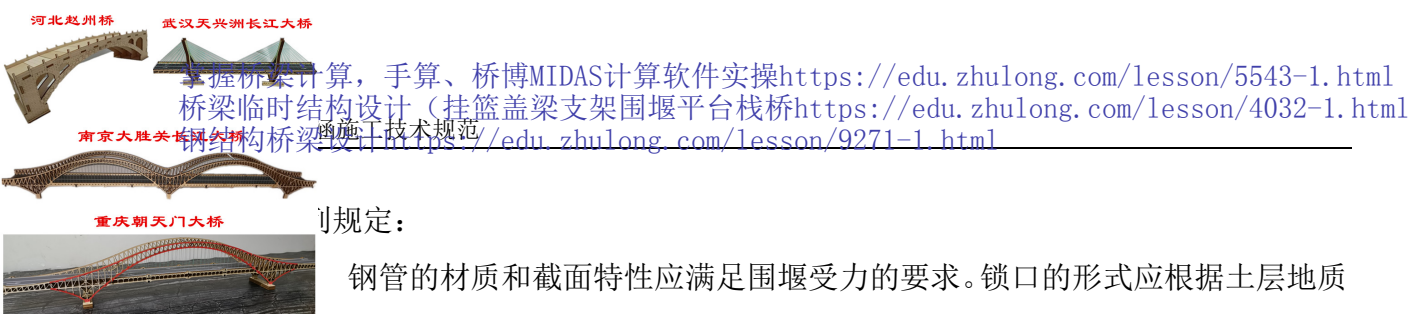 河北赵州桥
武汉天兴洲长江大桥
掌握桥梁计算，手算、桥博MIDAS计算软件实操https://edu.zhulong.com/lesson/5543-1.html
桥梁临时结构设计（挂篮盖梁支架围堰平台栈桥https://edu.zhulong.com/lesson/4032-1.html
南京大胜关长江大桥
涵施工技术规范
钢结构桥梁设计https://edu.zhulong.com/lesson/9271-1.html
重庆朝天门大桥
规定：
钢管的材质和截面特性应满足围堰受力的要求。锁口的形式应根据土层地质